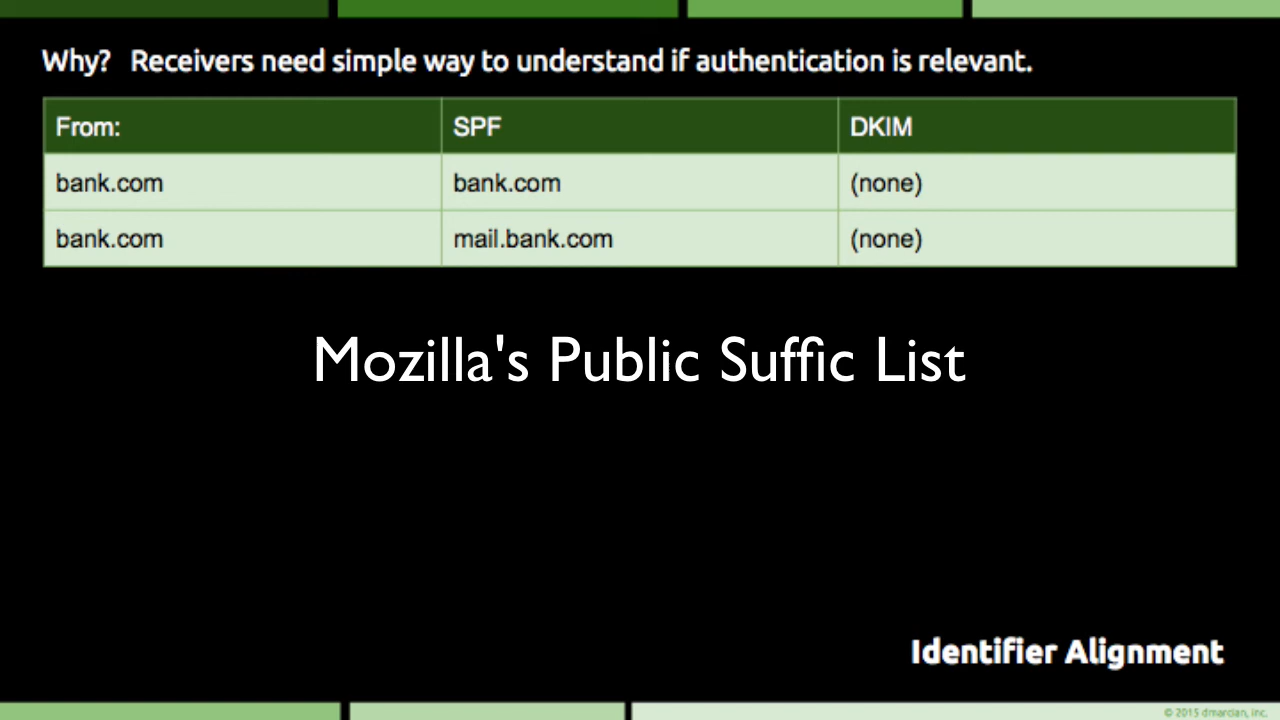 Why? Receivers need simple way to understand if authentication is relevant.
From: SPF DKIM
bank.com bank.com (none)
bank.com mail.bank.com (none)
Mozilla's Public Suffic List
Identifier Alignment
© 2015 dmarcian, inc.